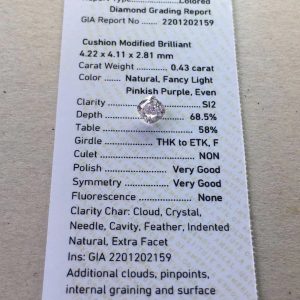 Report Type Colored
Diamond Grading Report
GIA Report No 2201202159
Cushion Modified Brilliant
4.22 x 4.11 x 2.81 mm
Carat Weight 0.43 carat
Color Natural, Fancy Light
Pinkish Purple, Even
Clarity SI2
Depth 68.5%
Table 58%
Girdle THK to ETK, F
Culet NON
Polish Very Good
Symmetry Very Good
Fluorescence None
Clarity Char: Cloud, Crystal,
Needle, Cavity, Feather, Indented
Natural, Extra Facet
Ins: GIA 2201202159
Additional clouds, pinpoints,
internal graining and surface